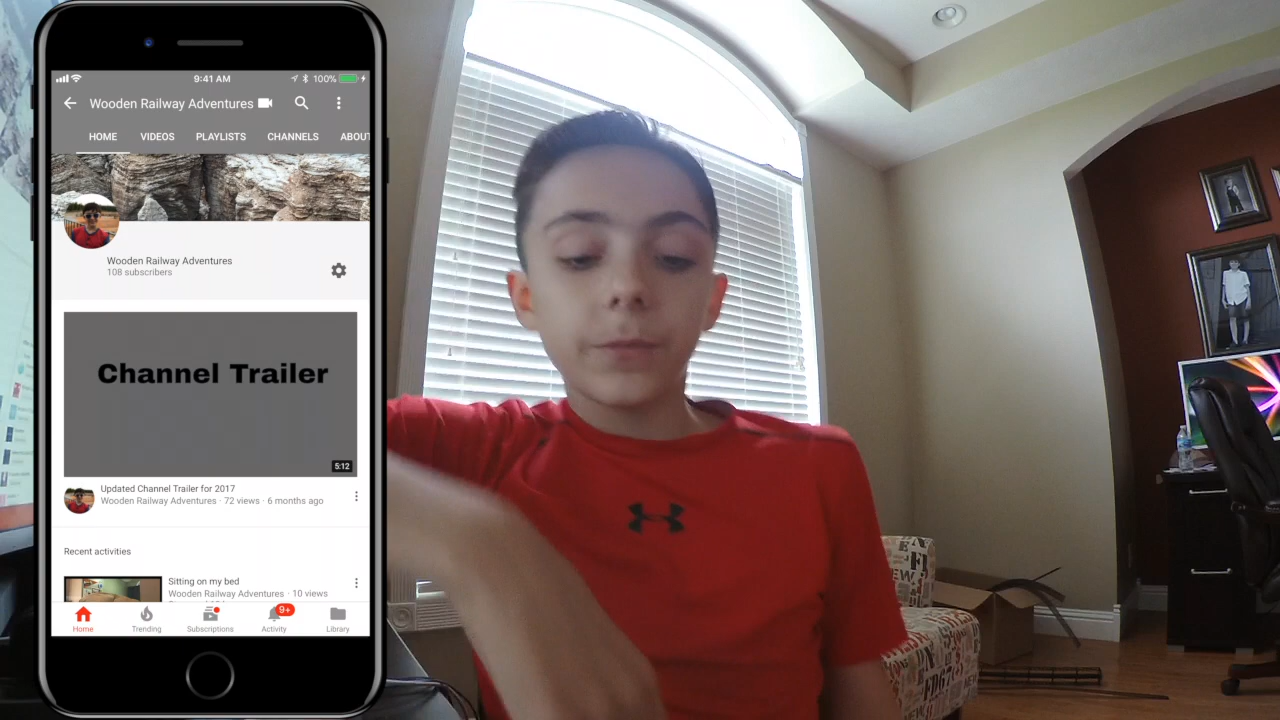 9:41 AM
100%
Wooden Railway Adventures
HOME VIDEOS PLAYLISTS CHANNELS ABOUT
Wooden Railway Adventures
108 subscribers
Channel Trailer
5:12
Updated Channel Trailer for 2017
Wooden Railway Adventures · 72 views · 6 months ago
Recent activities
Sitting on my bed
Wooden Railway Adventures · 10 views
9+
Home Trending Subscriptions Activity Library